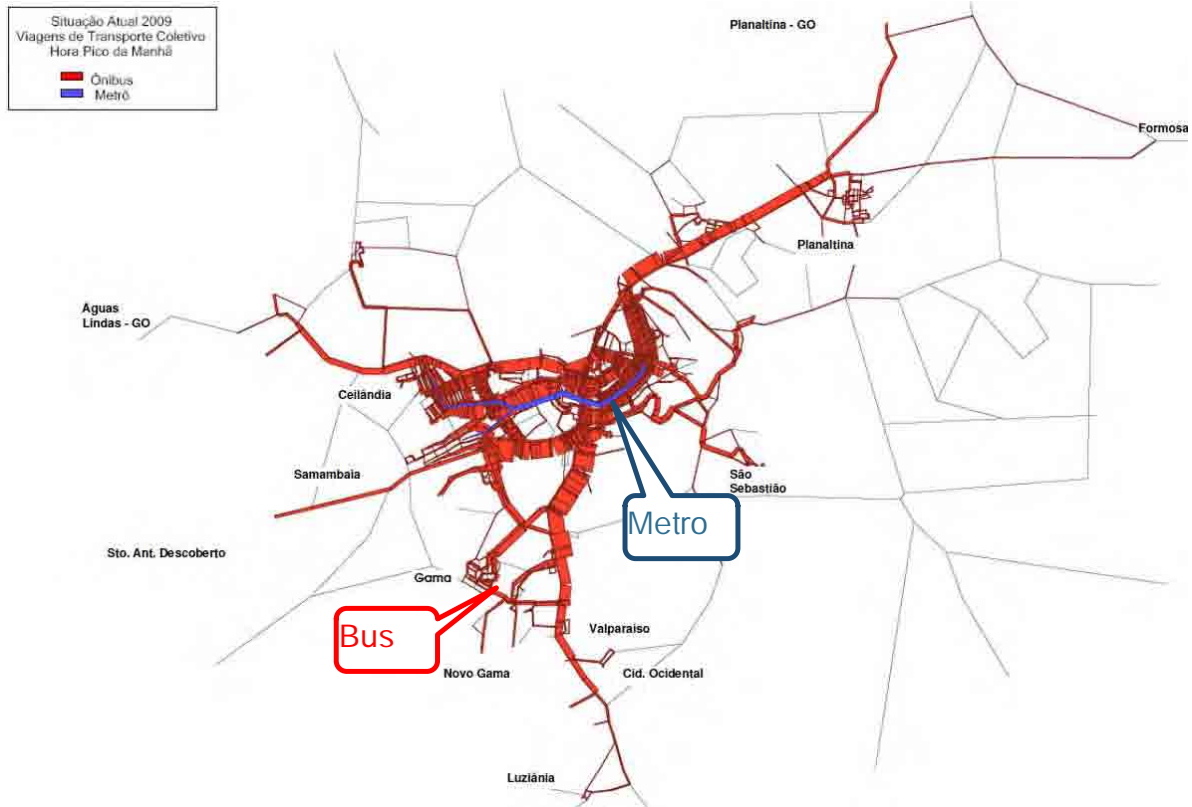 Situação Atual 2009
Viagens de Transporte Coletivo
Hora Pico da Manhã
Ônibus
Metrô
Planaltina - GO
Formosa
Planaltina
Águas
Lindas - GO
Ceilândia
Samambaia
São
Sebastião
Metro
Sto. Ant. Descoberto
Gama
Bus
Valparaiso
Novo Gama
Cid. Ocidental
Luziânia